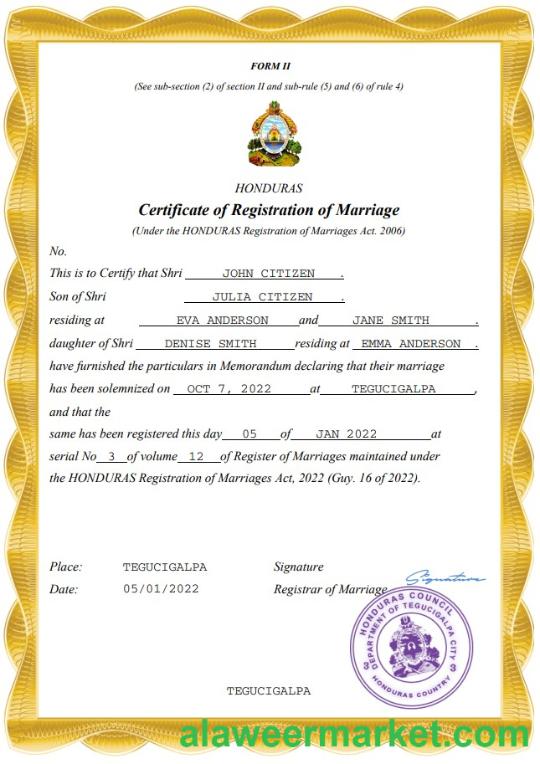 FORM II
(See sub-section (2) of section II and sub-rule (5) and (6) of rule 4)
HONDURAS
Certificate of Registration of Marriage
(Under the HONDURAS Registration of Marriages Act. 2006)
No.
This is to Certify that Shri JOHN CITIZEN .
Son of Shri JULIA CITIZEN .
residing at EVA ANDERSON and JANE SMITH .
daughter of Shri DENISE SMITH residing at EMMA ANDERSON .
have furnished the particulars in Memorandum declaring that their marriage
has been solemnized on OCT 7, 2022 at TEGUCIGALPA ,
and that the
same has been registered this day 05 of JAN 2022 at
serial No 3 of volume 12 of Register of Marriages maintained under
the HONDURAS Registration of Marriages Act, 2022 (Guy. 16 of 2022).
Place: TEGUCIGALPA Signature
Signature
Date: 05/01/2022 Registrar of Marriage
HONDURAS COUNCIL
DEPARTMENT OF TEGUCIGALPA CITY
3 3
HONDURAS COUNTRY
TEGUCIGALPA
alaweermarket.com